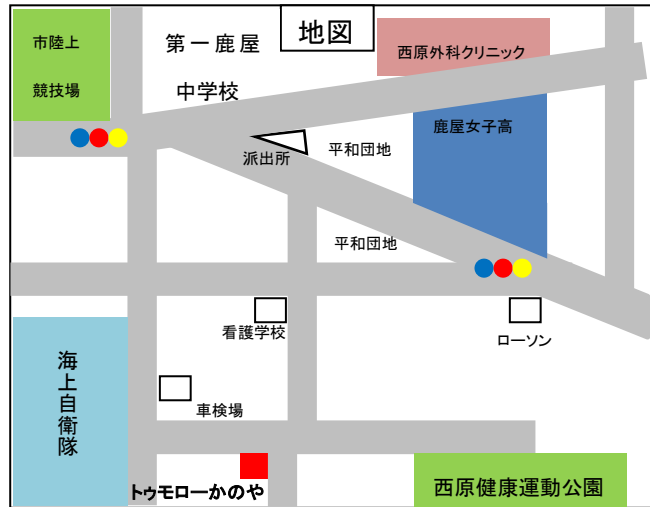 地図
市陸上
競技場
第一鹿屋
中学校
西原外科クリニック
鹿屋女子高
派出所
平和団地
平和団地
看護学校
ローソン
海上自衛隊
車検場
トゥモローかのや
西原健康運動公園